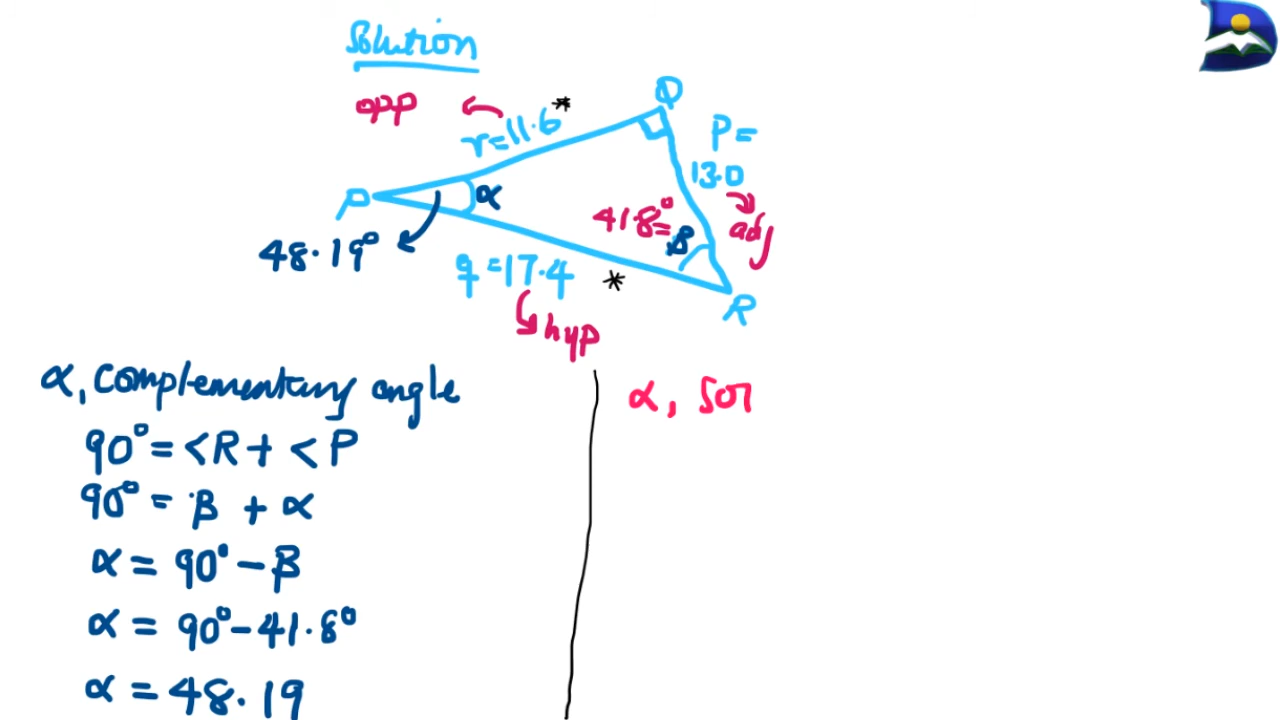 Solution
opp
r=11.6*
Q
P=
13.0
adj
P
α
41.8°=β
48.19°
q=17.4 *
hyp
R
α, Complementary angle
90°=<R+<P
90°=β+α
α=90°-β
α=90°-41.8°
α=48.19
α, SOI